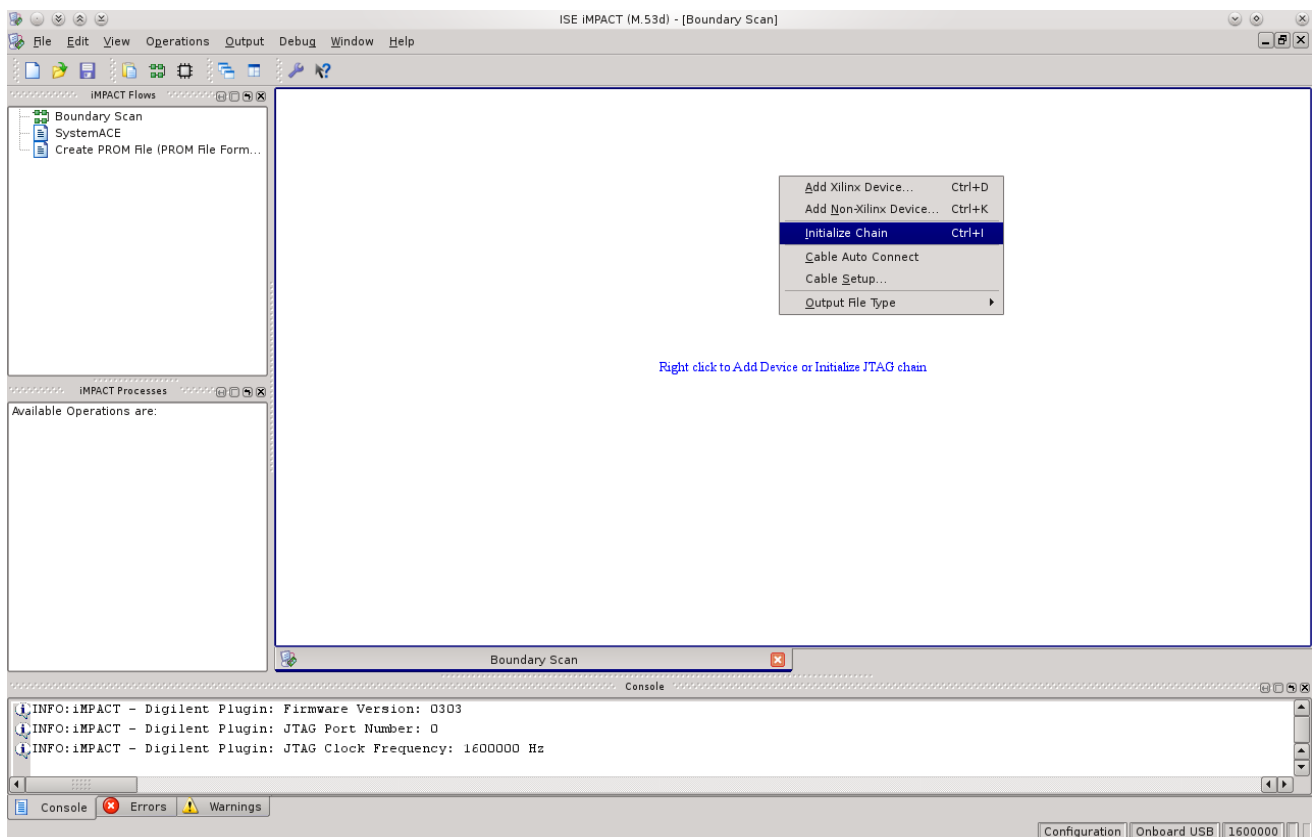 ISE iMPACT (M.53d) - [Boundary Scan]
File Edit View Operations Output Debug Window Help
iMPACT Flows
Boundary Scan
SystemACE
Create PROM File (PROM File Form...
Add Xilinx Device... Ctrl+D
Add Non-Xilinx Device... Ctrl+K
Initialize Chain Ctrl+I
Cable Auto Connect
Cable Setup...
Output File Type
Right click to Add Device or Initialize JTAG chain
iMPACT Processes
Available Operations are:
Boundary Scan
Console
INFO:iMPACT - Digilent Plugin: Firmware Version: 0303
INFO:iMPACT - Digilent Plugin: JTAG Port Number: 0
INFO:iMPACT - Digilent Plugin: JTAG Clock Frequency: 1600000 Hz
Console Errors Warnings
Configuration Onboard USB 1600000